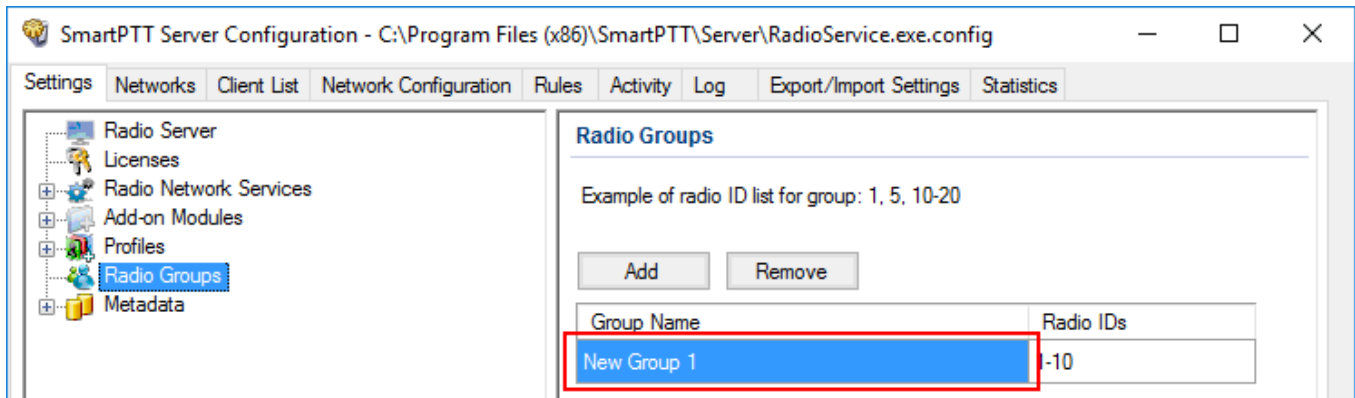 SmartPTT Server Configuration - C:\Program Files (x86)\SmartPTT\Server\RadioService.exe.config
Settings Networks Client List Network Configuration Rules Activity Log Export/Import Settings Statistics
Radio Server
Licenses
Radio Network Services
Add-on Modules
Profiles
Radio Groups
Metadata
Radio Groups
Example of radio ID list for group: 1, 5, 10-20
Add Remove
Group Name Radio IDs
New Group 1 1-10